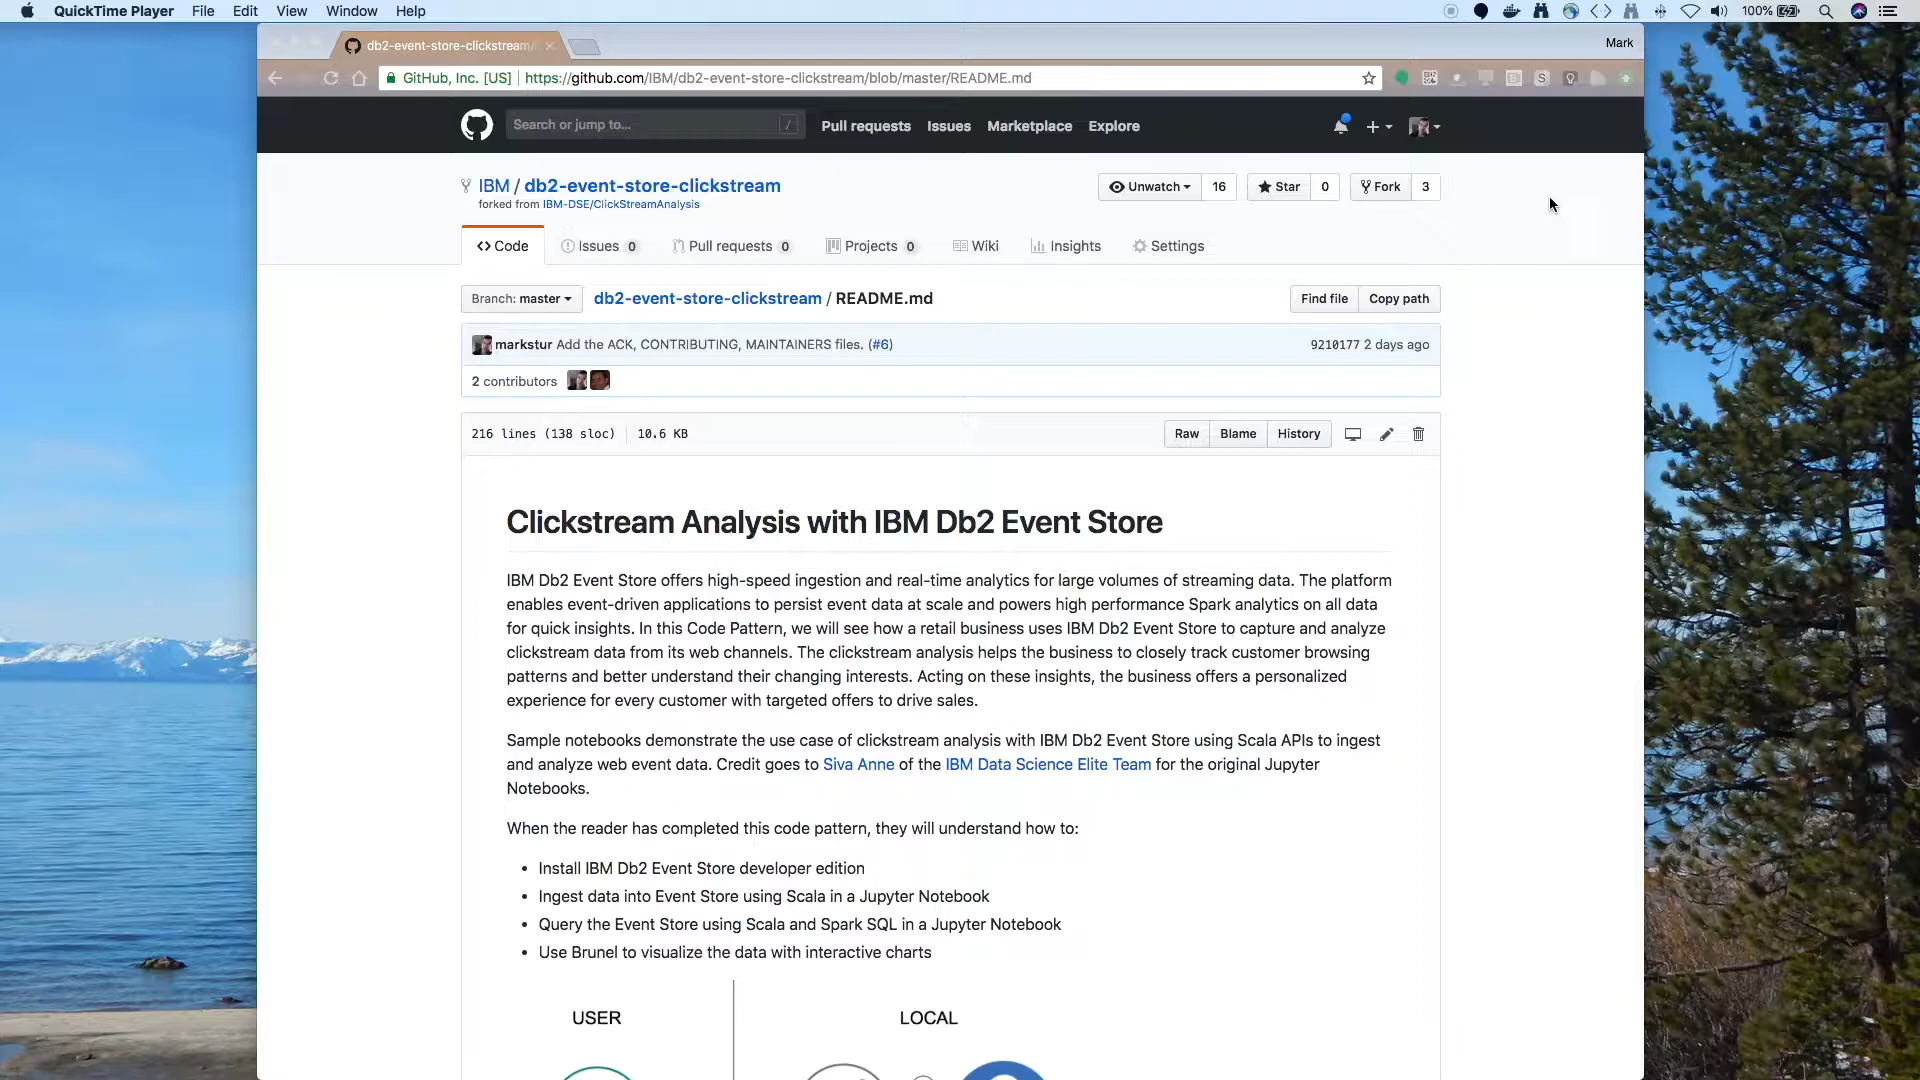 QuickTime Player File Edit View Window Help 100%
db2-event-store-clickstream/ Mark
GitHub, Inc. [US] https://github.com/IBM/db2-event-store-clickstream/blob/master/README.md
Search or jump to... / Pull requests Issues Marketplace Explore
IBM / db2-event-store-clickstream Unwatch 16 Star 0 Fork 3
forked from IBM-DSE/ClickStreamAnalysis
Code Issues 0 Pull requests 0 Projects 0 Wiki Insights Settings
Branch: master db2-event-store-clickstream / README.md Find file Copy path
markstur Add the ACK, CONTRIBUTING, MAINTAINERS files. (#6) 9210177 2 days ago
2 contributors
216 lines (138 sloc) 10.6 KB Raw Blame History
Clickstream Analysis with IBM Db2 Event Store
IBM Db2 Event Store offers high-speed ingestion and real-time analytics for large volumes of streaming data. The platform
enables event-driven applications to persist event data at scale and powers high performance Spark analytics on all data
for quick insights. In this Code Pattern, we will see how a retail business uses IBM Db2 Event Store to capture and analyze
clickstream data from its web channels. The clickstream analysis helps the business to closely track customer browsing
patterns and better understand their changing interests. Acting on these insights, the business offers a personalized
experience for every customer with targeted offers to drive sales.
Sample notebooks demonstrate the use case of clickstream analysis with IBM Db2 Event Store using Scala APIs to ingest
and analyze web event data. Credit goes to Siva Anne of the IBM Data Science Elite Team for the original Jupyter
Notebooks.
When the reader has completed this code pattern, they will understand how to:
• Install IBM Db2 Event Store developer edition
• Ingest data into Event Store using Scala in a Jupyter Notebook
• Query the Event Store using Scala and Spark SQL in a Jupyter Notebook
• Use Brunel to visualize the data with interactive charts
USER LOCAL